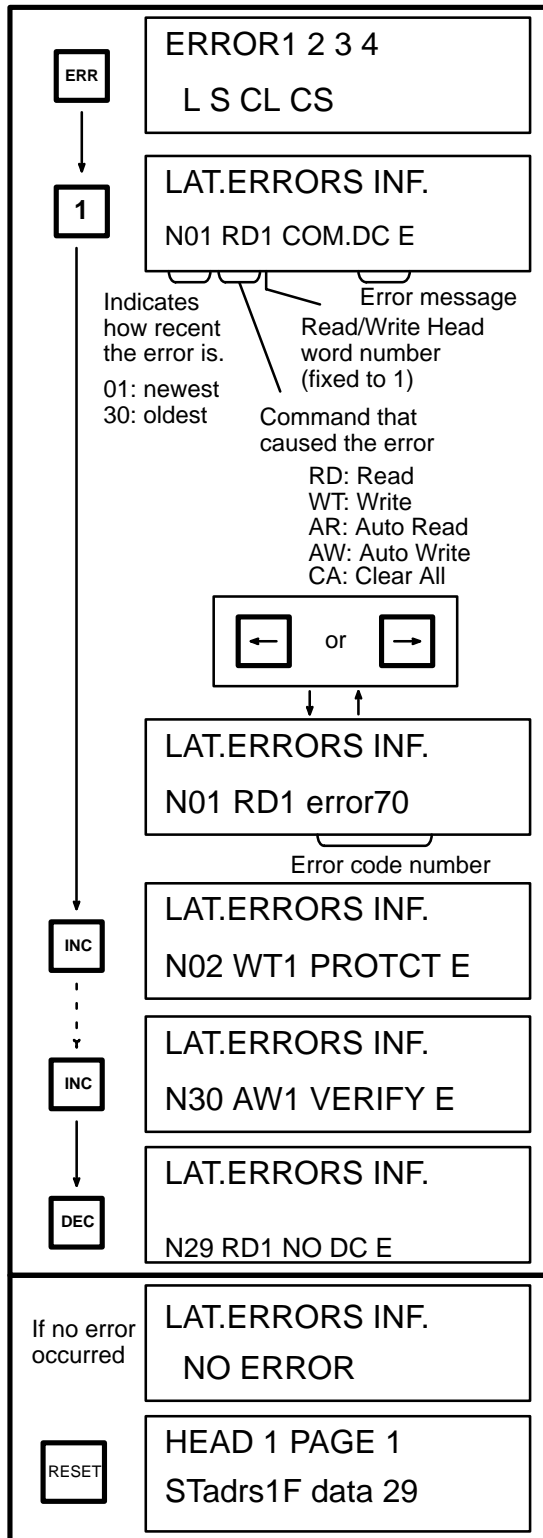 ERR
ERROR1 2 3 4
L S CL CS
1
LAT.ERRORS INF.
N01 RD1 COM.DC E
Indicates
how recent
the error is.
01: newest
30: oldest
Error message
Read/Write Head
word number
(fixed to 1)
Command that
caused the error
RD: Read
WT: Write
AR: Auto Read
AW: Auto Write
CA: Clear All
← or →
LAT.ERRORS INF.
N01 RD1 error70
Error code number
INC
LAT.ERRORS INF.
N02 WT1 PROTCT E
INC
LAT.ERRORS INF.
N30 AW1 VERIFY E
DEC
LAT.ERRORS INF.
N29 RD1 NO DC E
If no error
occurred
LAT.ERRORS INF.
NO ERROR
RESET
HEAD 1 PAGE 1
STadrs1F data 29